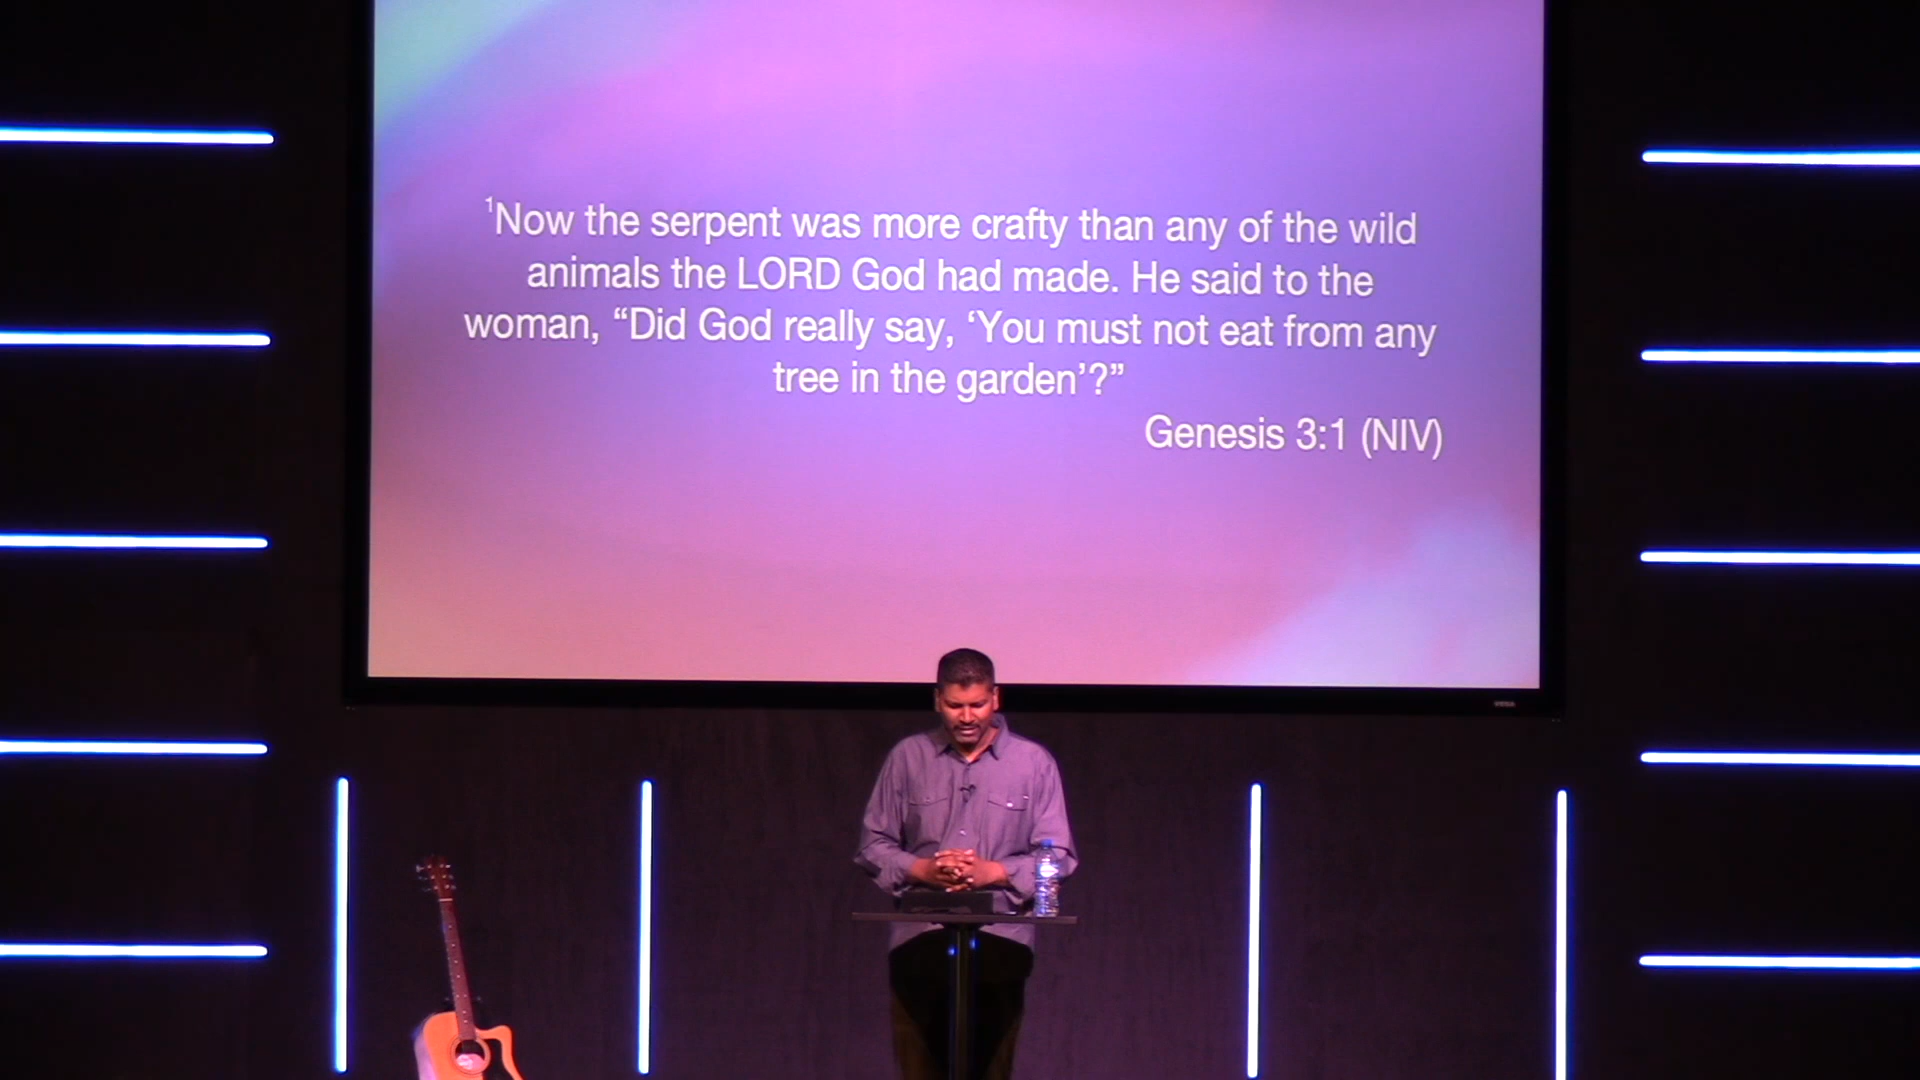 ¹Now the serpent was more crafty than any of the wild
animals the LORD God had made. He said to the
woman, “Did God really say, ‘You must not eat from any
tree in the garden’?”
Genesis 3:1 (NIV)